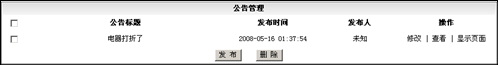 公告管理
公告标题 发布时间 发布人 操作
电器打折了 2008-05-16 01:37:54 未知 修改 | 查看 | 显示页面
发 布 删 除